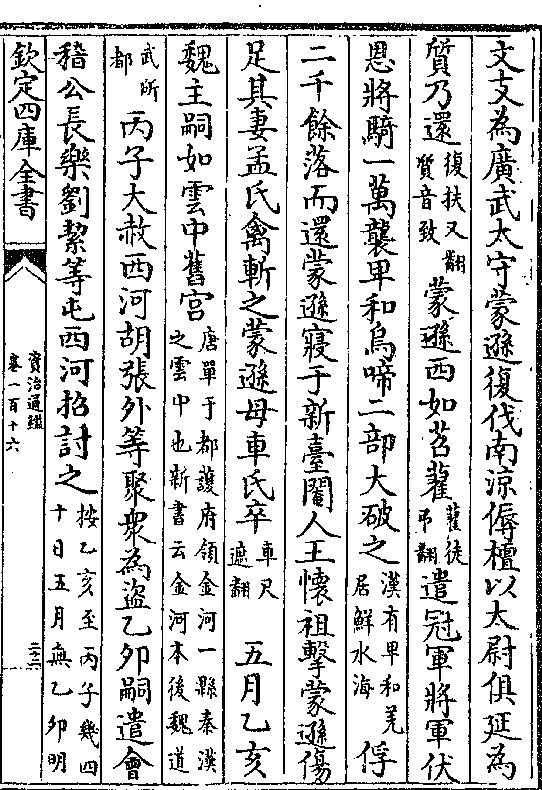 文支為廣武太守蒙遜復伐南涼傉檀以太尉俱延為
質乃還復扶又翻質音致蒙遜西如苕藋藋徒弔翻遣冠軍將軍伏
恩將騎一萬襲卑和烏啼二部大破之漢有卑和羌居鮮水海俘
二千餘落而還蒙遜寢于新臺閹人王懷祖擊蒙遜傷
足其妻孟氏禽斬之蒙遜母車氏卒車尺遮翻五月乙亥
魏主嗣如雲中舊宮唐單于都護府領金河一縣秦漢之雲中也新書云金河本後魏道
武所都丙子大赦西河胡張外等聚衆為盜乙卯嗣遣會
稽公長樂劉絜等屯西河招討之按乙亥至丙子幾四十日五月無乙卯明
欽定四庫全書
資治通鑑
卷一百十六